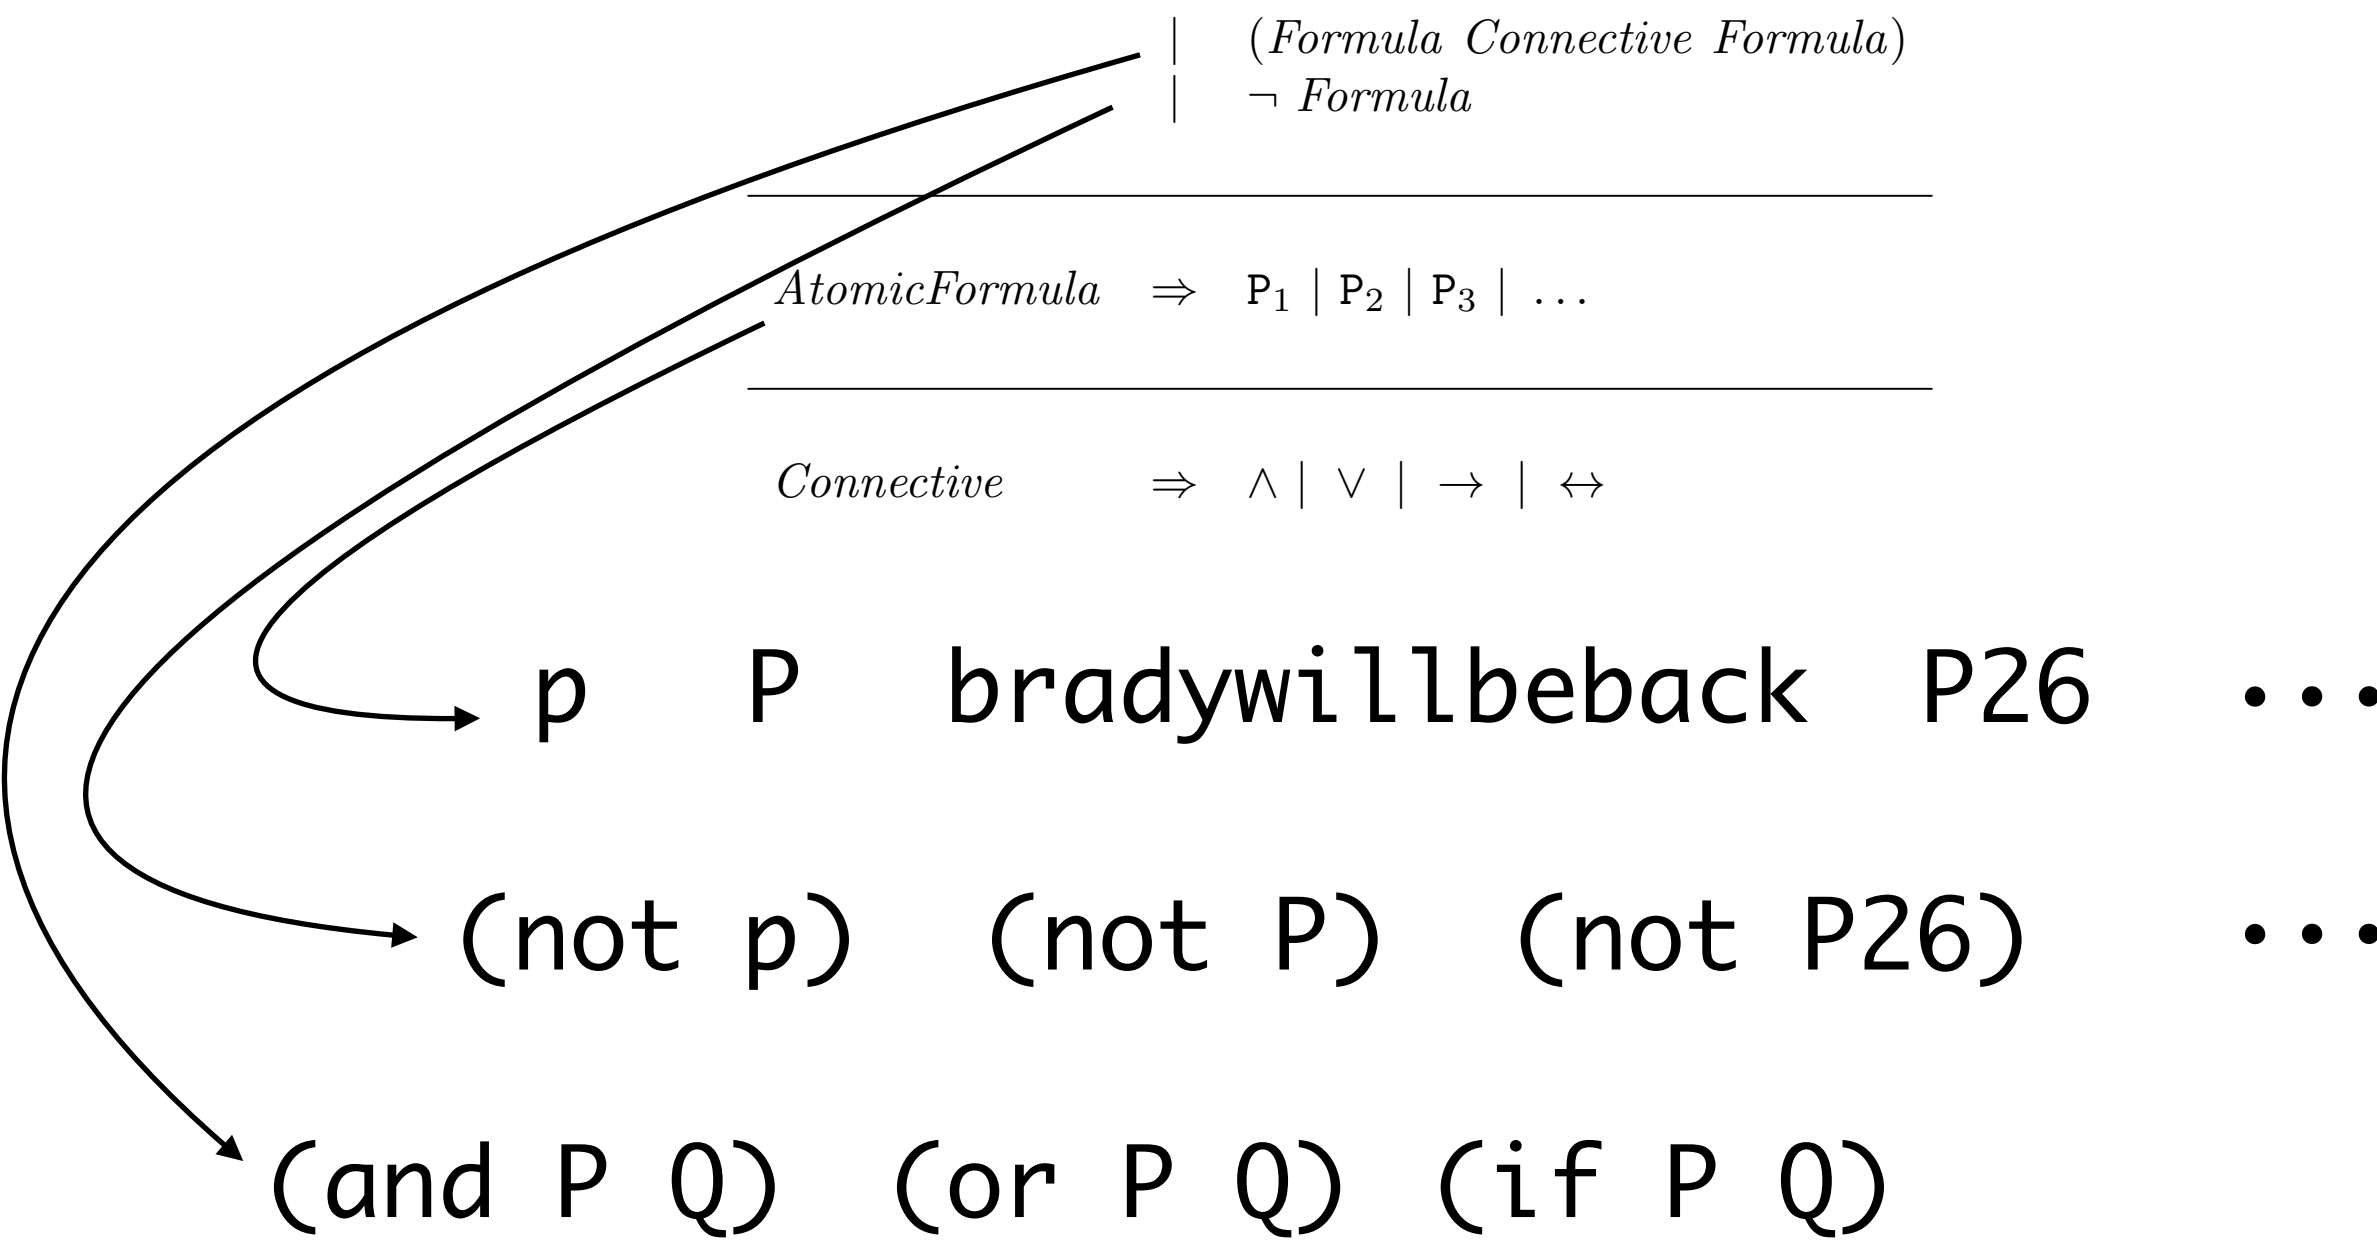 | (Formula Connective Formula)
| ¬ Formula
AtomicFormula ⇒ P₁ | P₂ | P₃ | …
Connective ⇒ ∧ | ∨ | → | ↔
p P bradywillbeback P26 •••
(not p) (not P) (not P26) •••
(and P Q) (or P Q) (if P Q)